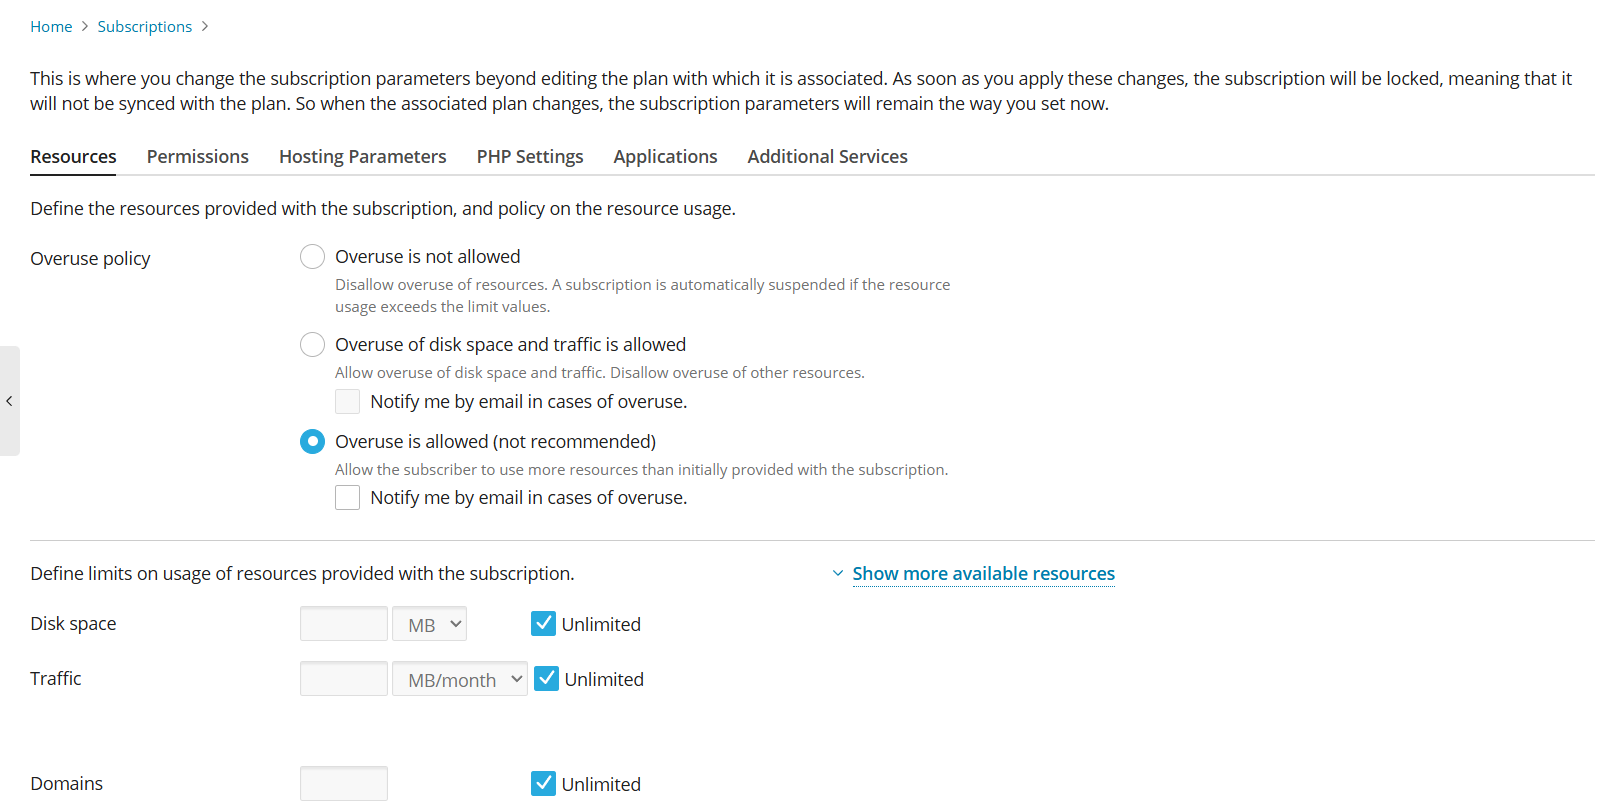 Home > Subscriptions >
This is where you change the subscription parameters beyond editing the plan with which it is associated. As soon as you apply these changes, the subscription will be locked, meaning that it
will not be synced with the plan. So when the associated plan changes, the subscription parameters will remain the way you set now.
Resources Permissions Hosting Parameters PHP Settings Applications Additional Services
Define the resources provided with the subscription, and policy on the resource usage.
Overuse policy Overuse is not allowed
Disallow overuse of resources. A subscription is automatically suspended if the resource
usage exceeds the limit values.
Overuse of disk space and traffic is allowed
Allow overuse of disk space and traffic. Disallow overuse of other resources.
Notify me by email in cases of overuse.
Overuse is allowed (not recommended)
Allow the subscriber to use more resources than initially provided with the subscription.
Notify me by email in cases of overuse.
Define limits on usage of resources provided with the subscription. Show more available resources
Disk space MB Unlimited
Traffic MB/month Unlimited
Domains Unlimited